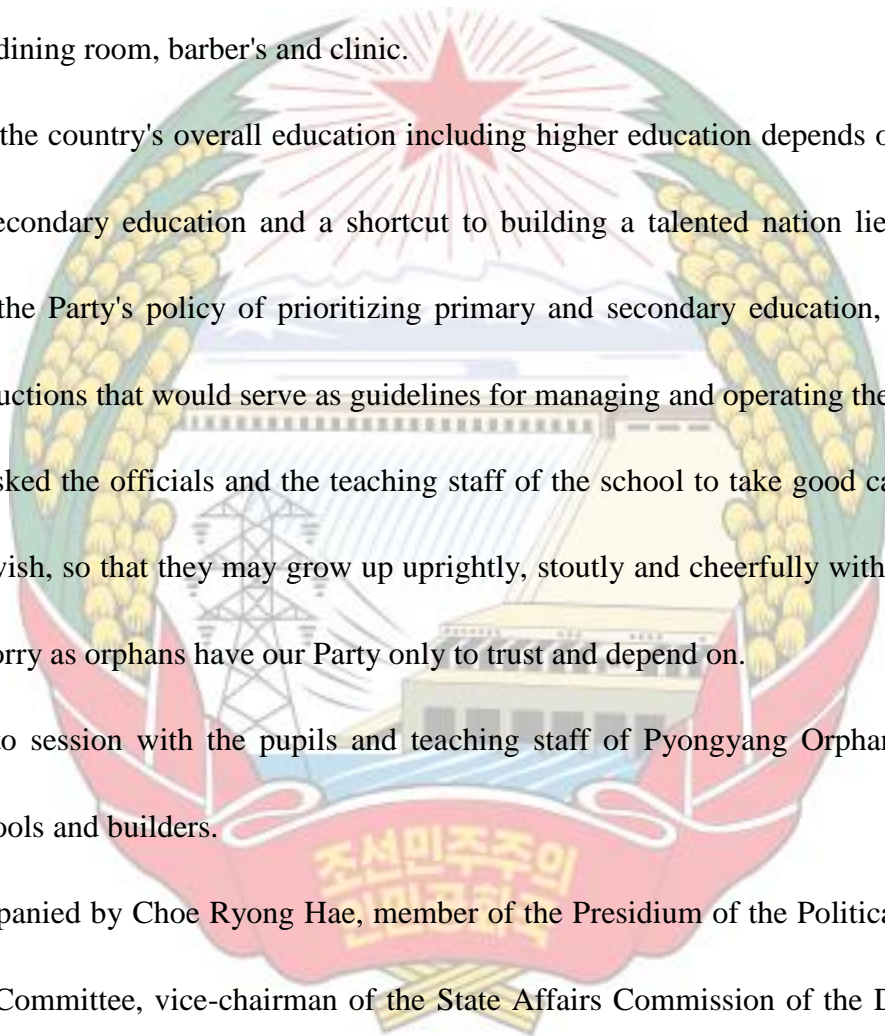 dining room, barber's and clinic.
the country's overall education including higher education depends
econdary education and a shortcut to building a talented nation lie
the Party's policy of prioritizing primary and secondary education,
uctions that would serve as guidelines for managing and operating the
sked the officials and the teaching staff of the school to take good
ish, so that they may grow up uprightly, stoutly and cheerfully with
orry as orphans have our Party only to trust and depend on.
to session with the pupils and teaching staff of Pyongyang Orphan
ools and builders.
조선민주주의
인민공화국
panied by Choe Ryong Hae, member of the Presidium of the Politica
Committee, vice-chairman of the State Affairs Commission of the D